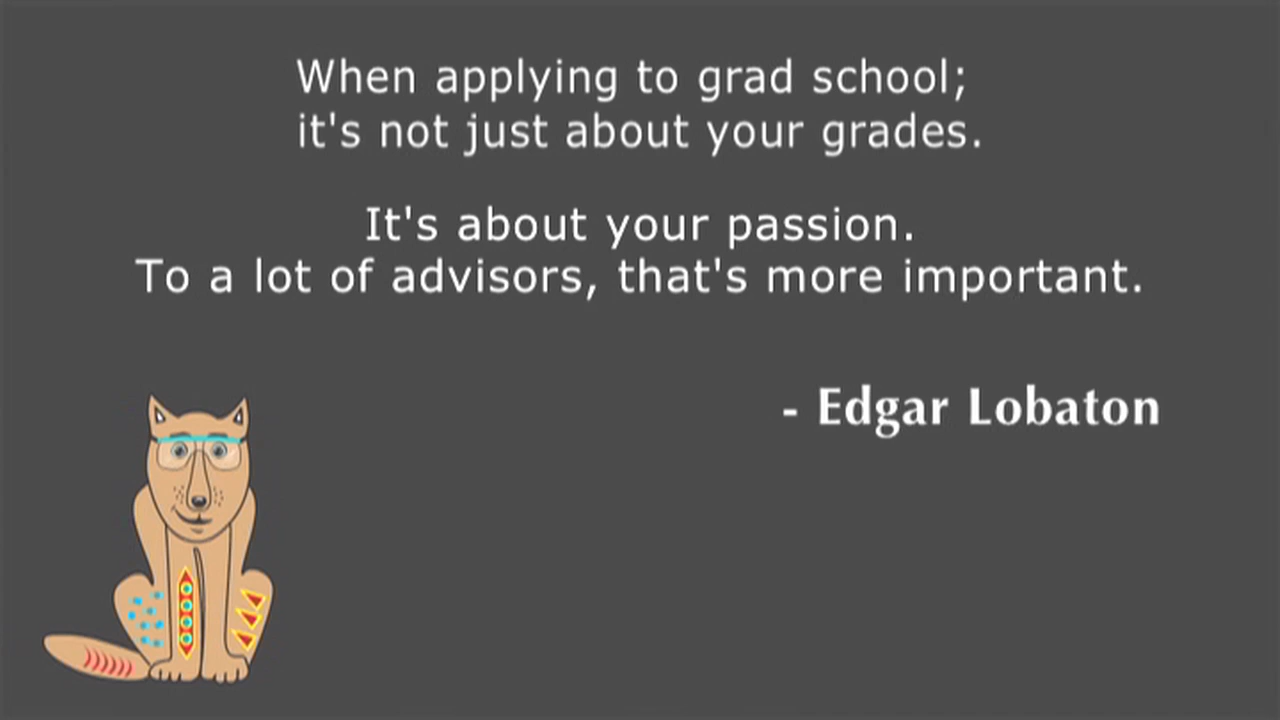 When applying to grad school;
it's not just about your grades.
It's about your passion.
To a lot of advisors, that's more important.
- Edgar Lobaton